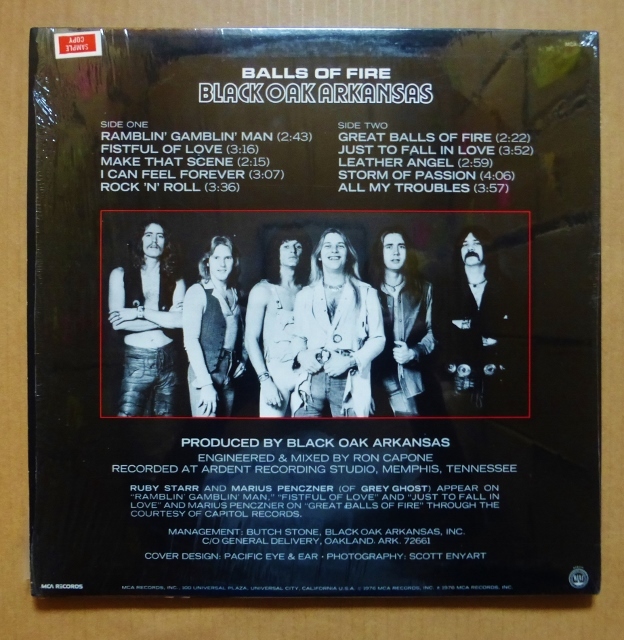 SAMPLE
COPY
BALLS OF FIRE
BLACK OAK ARKANSAS
SIDE ONE
RAMBLIN' GAMBLIN' MAN (2:43)
FISTFUL OF LOVE (3:16)
MAKE THAT SCENE (2:15)
I CAN FEEL FOREVER (3:07)
ROCK 'N' ROLL (3:36)
SIDE TWO
GREAT BALLS OF FIRE (2:22)
JUST TO FALL IN LOVE (3:52)
LEATHER ANGEL (2:59)
STORM OF PASSION (4:06)
ALL MY TROUBLES (3:57)
PRODUCED BY BLACK OAK ARKANSAS
ENGINEERED & MIXED BY RON CAPONE
RECORDED AT ARDENT RECORDING STUDIO, MEMPHIS, TENNESSEE
RUBY STARR AND MARIUS PENCZNER (OF GREY GHOST) APPEAR ON
"RAMBLIN' GAMBLIN' MAN," "FISTFUL OF LOVE" AND "JUST TO FALL IN
LOVE" AND MARIUS PENCZNER ON "GREAT BALLS OF FIRE" THROUGH THE
COURTESY OF CAPITOL RECORDS.
MANAGEMENT: BUTCH STONE, BLACK OAK ARKANSAS, INC.
C/O GENERAL DELIVERY, OAKLAND, ARK. 72661
COVER DESIGN: PACIFIC EYE & EAR • PHOTOGRAPHY: SCOTT ENYART
MCA RECORDS
MCA RECORDS, INC., 100 UNIVERSAL PLAZA, UNIVERSAL CITY, CALIFORNIA U.S.A. © 1976 MCA RECORDS, INC. ℗ 1976 MCA RECORDS, INC.